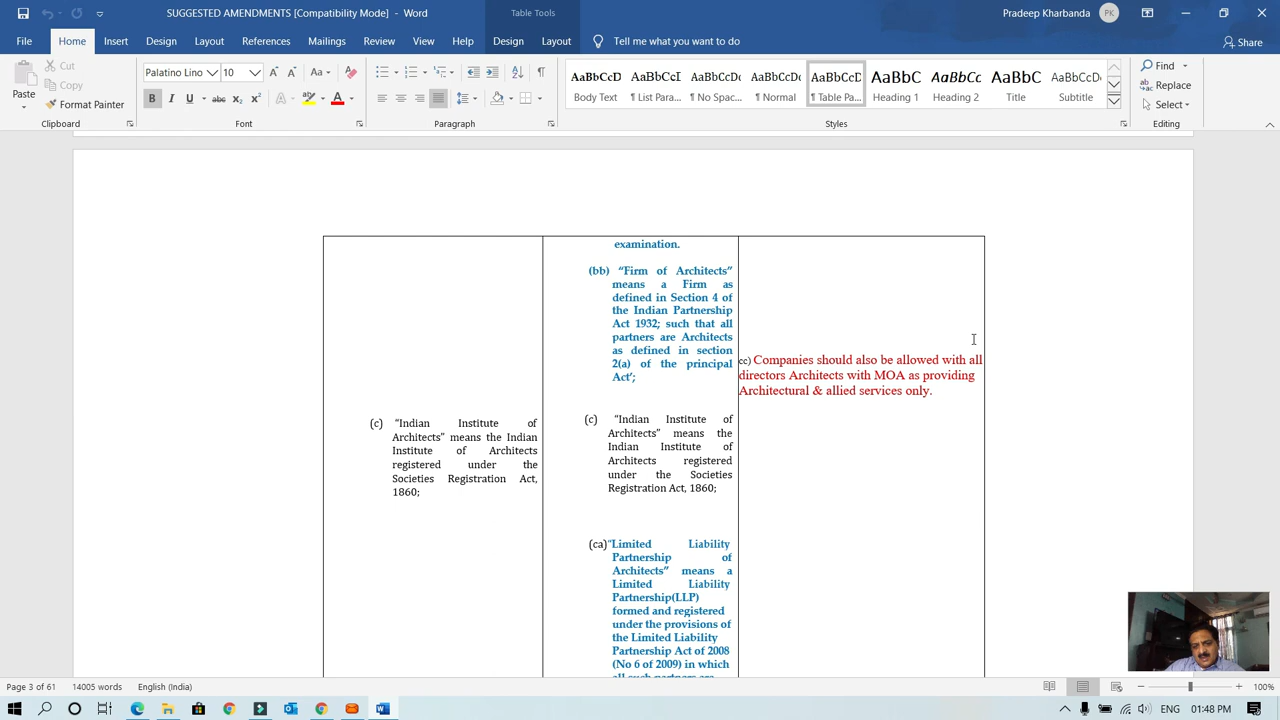 SUGGESTIONS AMENDMENTS [Compatibility Mode] - Word
Table Tools
Pradeep Kharbanda
File
Home
Insert
Design
Layout
References
Mailings
Review
View
Help
Design
Layout
Tell me what you want to do
Share
Paste
Cut
Copy
Format Painter
Clipboard
Palatino Lino
10
Font
Paragraph
AaBbCcD
Body Text
AaBbCcI
¶ List Para...
AaBbCcDc
¶ No Spac...
AaBbCcDc
¶ Normal
AaBbCcD
¶ Table Pa...
AaBbC
Heading 1
AaBbCc
Heading 2
AaBbC
Title
AaBbCcD
Subtitle
Styles
Find
Replace
Select
Editing
examination.
(bb) “Firm of Architects”
means a Firm as
defined in Section 4 of
the Indian Partnership
Act 1932; such that all
partners are Architects
as defined in section
2(a) of the principal
Act’;
cc) Companies should also be allowed with all
directors Architects with MOA as providing
Architectural & allied services only.
(c) “Indian Institute of
Architects” means the Indian
Institute of Architects
registered under the
Societies Registration Act,
1860;
(c) “Indian Institute of
Architects” means the
Indian Institute of
Architects registered
under the Societies
Registration Act, 1860;
(ca)“Limited Liability
Partnership of
Architects” means a
Limited Liability
Partnership(LLP)
formed and registered
under the provisions of
the Limited Liability
Partnership Act of 2008
(No 6 of 2009) in which
all such partners are
Page 3 of 61
14005 words
English (India)
100%
01:48 PM